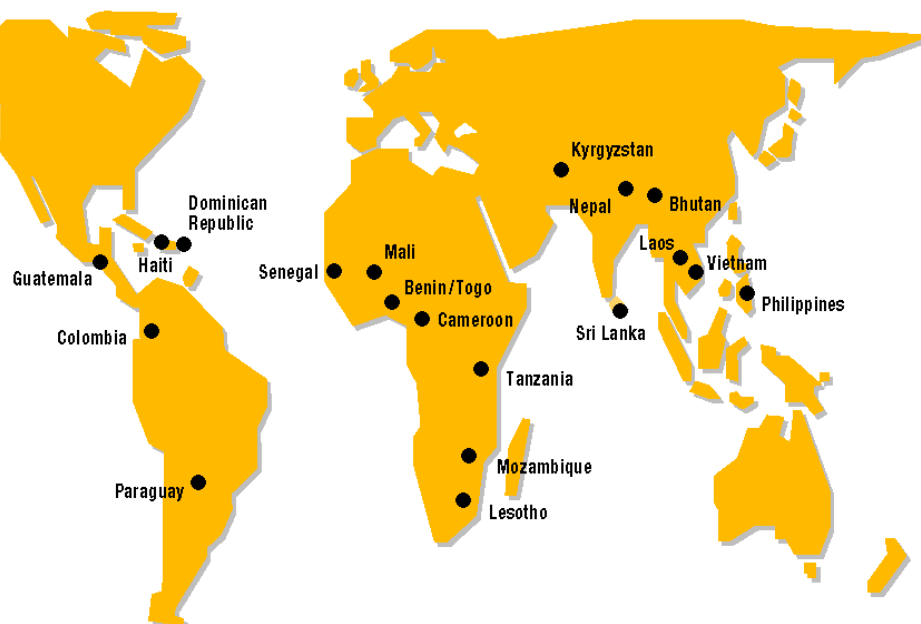 Kyrgyzstan
Dominican
Republic
Nepal
Bhutan
Haiti
Laos
Guatemala
Senegal
Mali
Vietnam
Benin/Togo
Philippines
Cameroon
Colombia
Sri Lanka
Tanzania
Mozambique
Paraguay
Lesotho